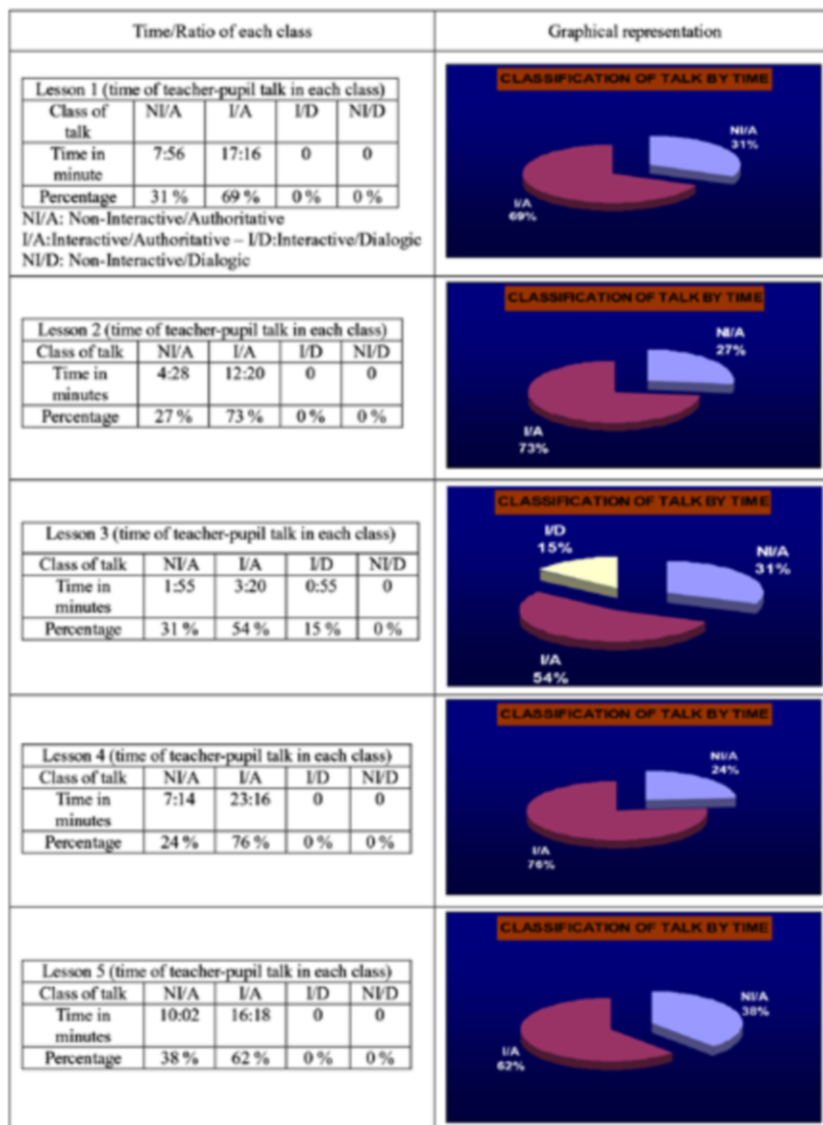 Time/Ratio of each class
Graphical representation
Lesson 1 (time of teacher-pupil talk in each class)
Class of talk NI/A I/A I/D NI/D
Time in minute 7:56 17:16 0 0
Percentage 31 % 69 % 0 % 0 %
NI/A: Non-Interactive/Authoritative
I/A:Interactive/Authoritative – I/D:Interactive/Dialogic
NI/D: Non-Interactive/Dialogic
CLASSIFICATION OF TALK BY TIME
NI/A
31%
I/A
69%
Lesson 2 (time of teacher-pupil talk in each class)
Class of talk NI/A I/A I/D NI/D
Time in minutes 4:28 12:20 0 0
Percentage 27 % 73 % 0 % 0 %
CLASSIFICATION OF TALK BY TIME
NI/A
27%
I/A
73%
Lesson 3 (time of teacher-pupil talk in each class)
Class of talk NI/A I/A I/D NI/D
Time in minutes 1:55 3:20 0:55 0
Percentage 31 % 54 % 15 % 0 %
CLASSIFICATION OF TALK BY TIME
I/D
15%
NI/A
31%
I/A
54%
Lesson 4 (time of teacher-pupil talk in each class)
Class of talk NI/A I/A I/D NI/D
Time in minutes 7:14 23:16 0 0
Percentage 24 % 76 % 0 % 0 %
CLASSIFICATION OF TALK BY TIME
NI/A
24%
I/A
76%
Lesson 5 (time of teacher-pupil talk in each class)
Class of talk NI/A I/A I/D NI/D
Time in minutes 10:02 16:18 0 0
Percentage 38 % 62 % 0 % 0 %
CLASSIFICATION OF TALK BY TIME
NI/A
38%
I/A
62%